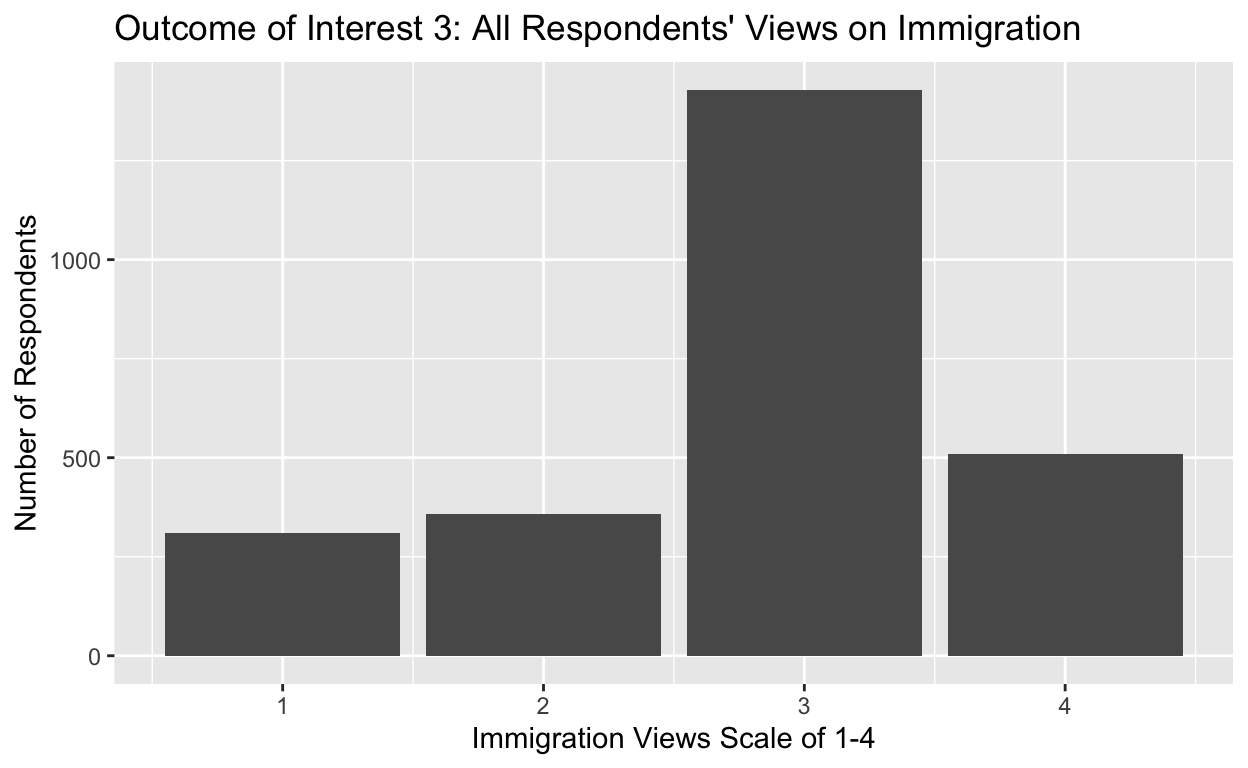 Outcome of Interest 3: All Respondents' Views on Immigration
Number of Respondents
1000
500
0
1 2 3 4
Immigration Views Scale of 1-4